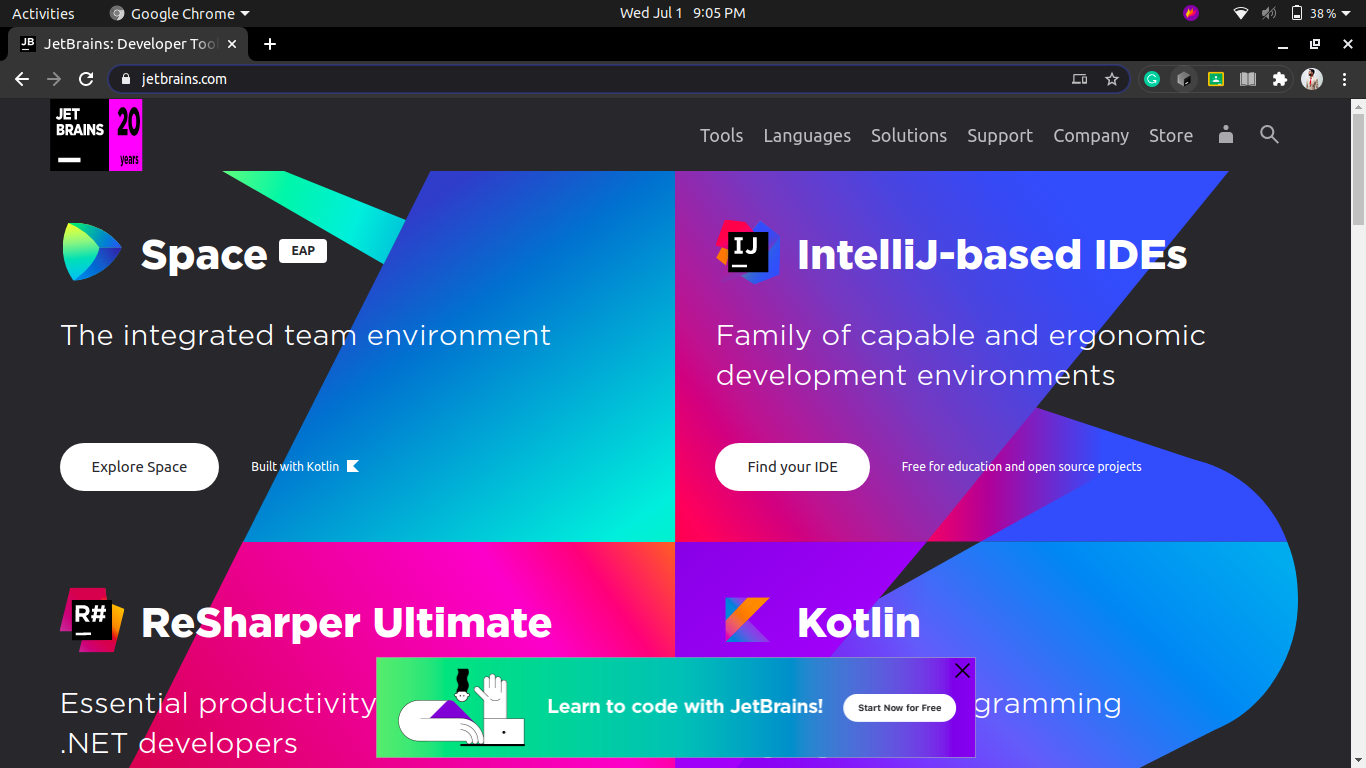 Activities Google Chrome Wed Jul 1 9:05 PM 38%
JB JetBrains: Developer Tool
jetbrains.com
JET BRAINS 20 years
Tools Languages Solutions Support Company Store
Space EAP
The integrated team environment
Explore Space Built with Kotlin
IJ IntelliJ-based IDEs
Family of capable and ergonomic
development environments
Find your IDE Free for education and open source projects
R# ReSharper Ultimate
Essential productivity
.NET developers
Kotlin
gramming
Learn to code with JetBrains! Start Now for Free